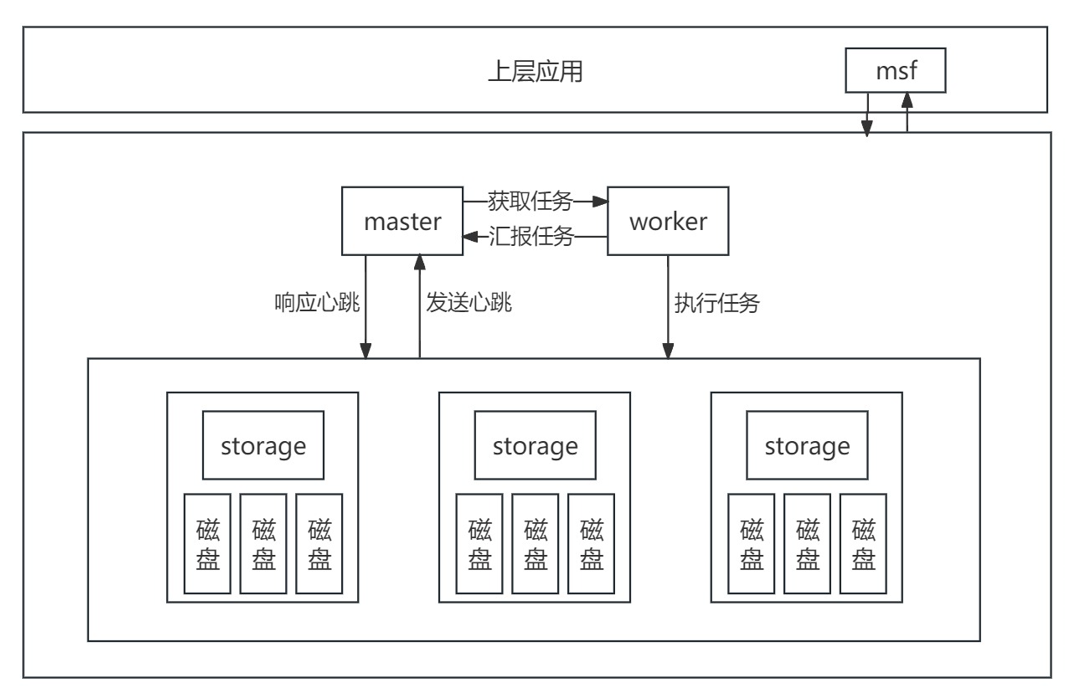 上层应用
msf
master
获取任务
汇报任务
worker
响应心跳
发送心跳
执行任务
storage
storage
storage
磁盘
磁盘
磁盘
磁盘
磁盘
磁盘
磁盘
磁盘
磁盘